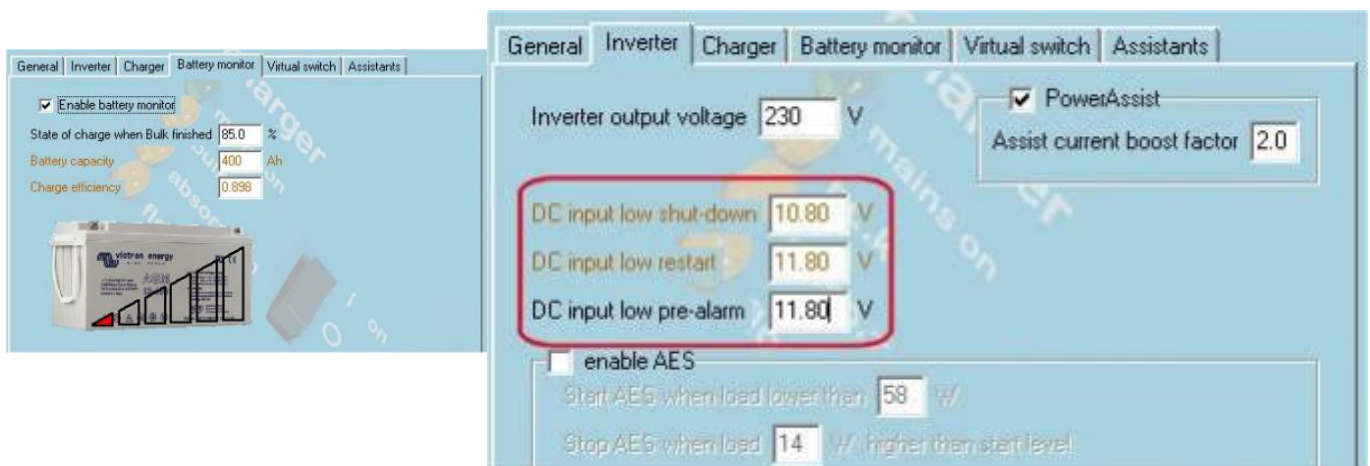 General Inverter Charger Battery monitor Virtual switch Assistants
Enable battery monitor
State of charge when Bulk finished 85.0 %
Battery capacity 400 Ah
Charge efficiency 0.898
victron energy
General Inverter Charger Battery monitor Virtual switch Assistants
Inverter output voltage 230 V
PowerAssist
Assist current boost factor 2.0
DC input low shut-down 10.80 V
DC input low restart 11.80 V
DC input low pre-alarm 11.80 V
enable AES
Start AES when load lower than 58 W
Stop AES when load 14 W higher than start level